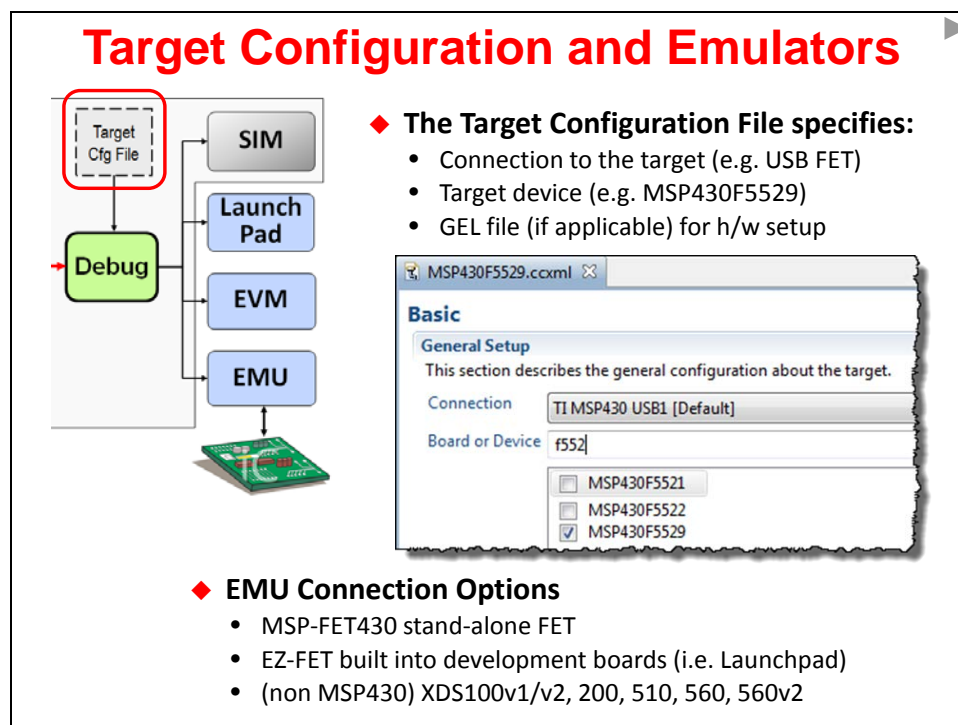 Target Configuration and Emulators
Target
Cfg File
SIM
Launch
Pad
Debug
EVM
EMU
The Target Configuration File specifies:
• Connection to the target (e.g. USB FET)
• Target device (e.g. MSP430F5529)
• GEL file (if applicable) for h/w setup
MSP430F5529.ccxml
Basic
General Setup
This section describes the general configuration about the target.
Connection
TI MSP430 USB1 [Default]
Board or Device
f552
MSP430F5521
MSP430F5522
MSP430F5529
EMU Connection Options
• MSP-FET430 stand-alone FET
• EZ-FET built into development boards (i.e. Launchpad)
• (non MSP430) XDS100v1/v2, 200, 510, 560, 560v2